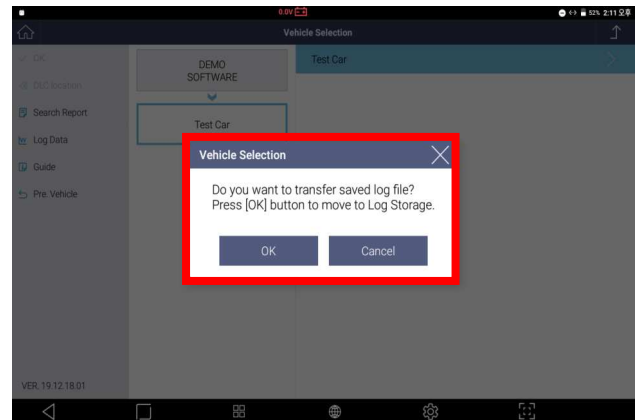 0.0V
52% 2:11 오후
Vehicle Selection
OK
DLC location
Search Report
Log Data
Guide
Pre. Vehicle
VER. 19.12.18.01
DEMO
SOFTWARE
Test Car
Test Car
Vehicle Selection
Do you want to transfer saved log file?
Press [OK] button to move to Log Storage.
OK
Cancel